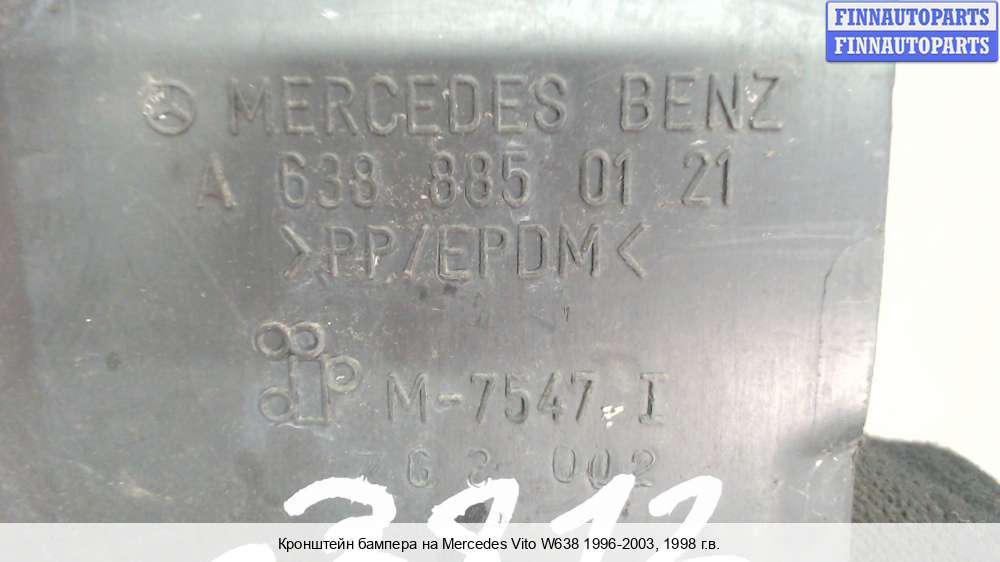 FINNAUTOPARTS
FINNAUTOPARTS
MERCEDES BENZ
A 638 885 01 21
>PP/EPDM<
M-7547 I
002
Кронштейн бампера на Mercedes Vito W638 1996-2003, 1998 г.в.